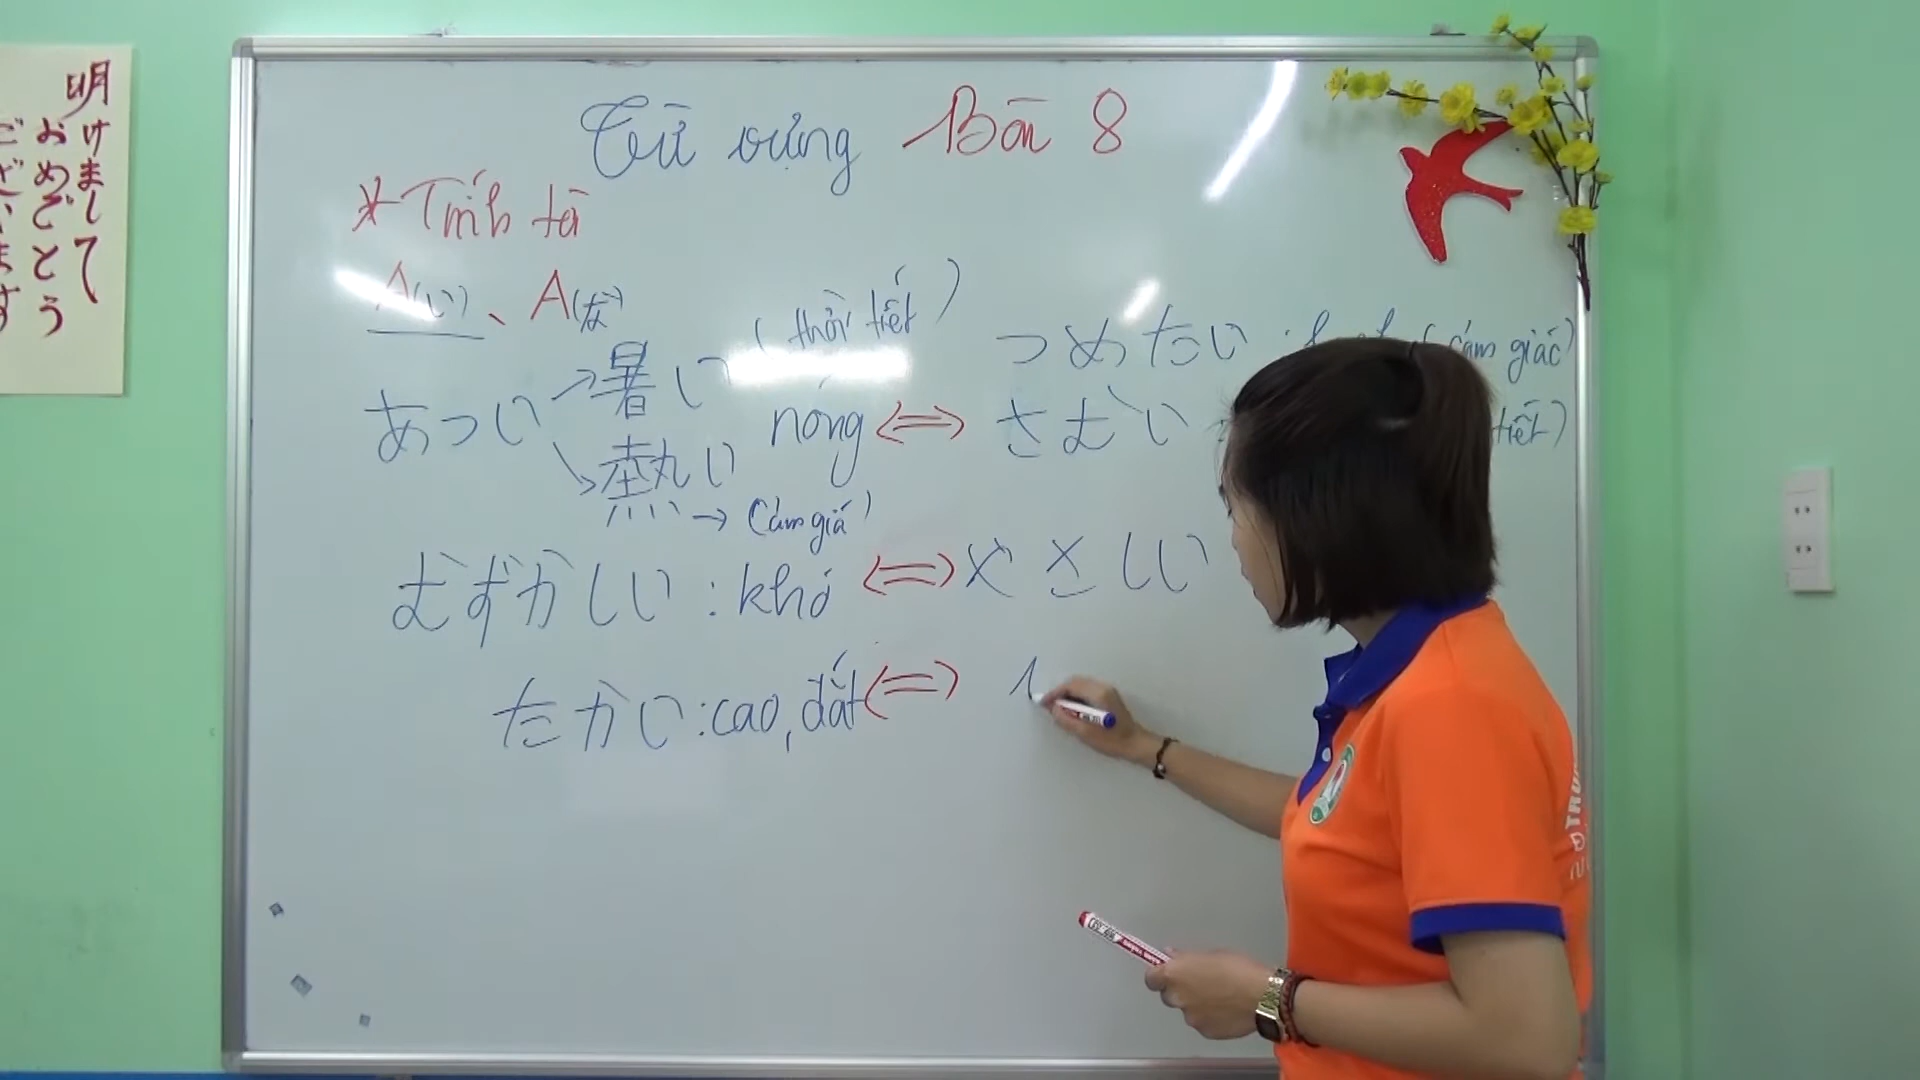 明けまして
おめでとう
ございます
Từ vựng Bài 8
* Tính từ
A(い)、A(な)
(thời tiết)
あつい → 暑い nóng ⇔ さむい tiết)
→ 熱い → (cảm giá)
つめたい : (cảm giác)
むずかしい : khó ⇔ やさしい
たかい : cao, đắt ⇔